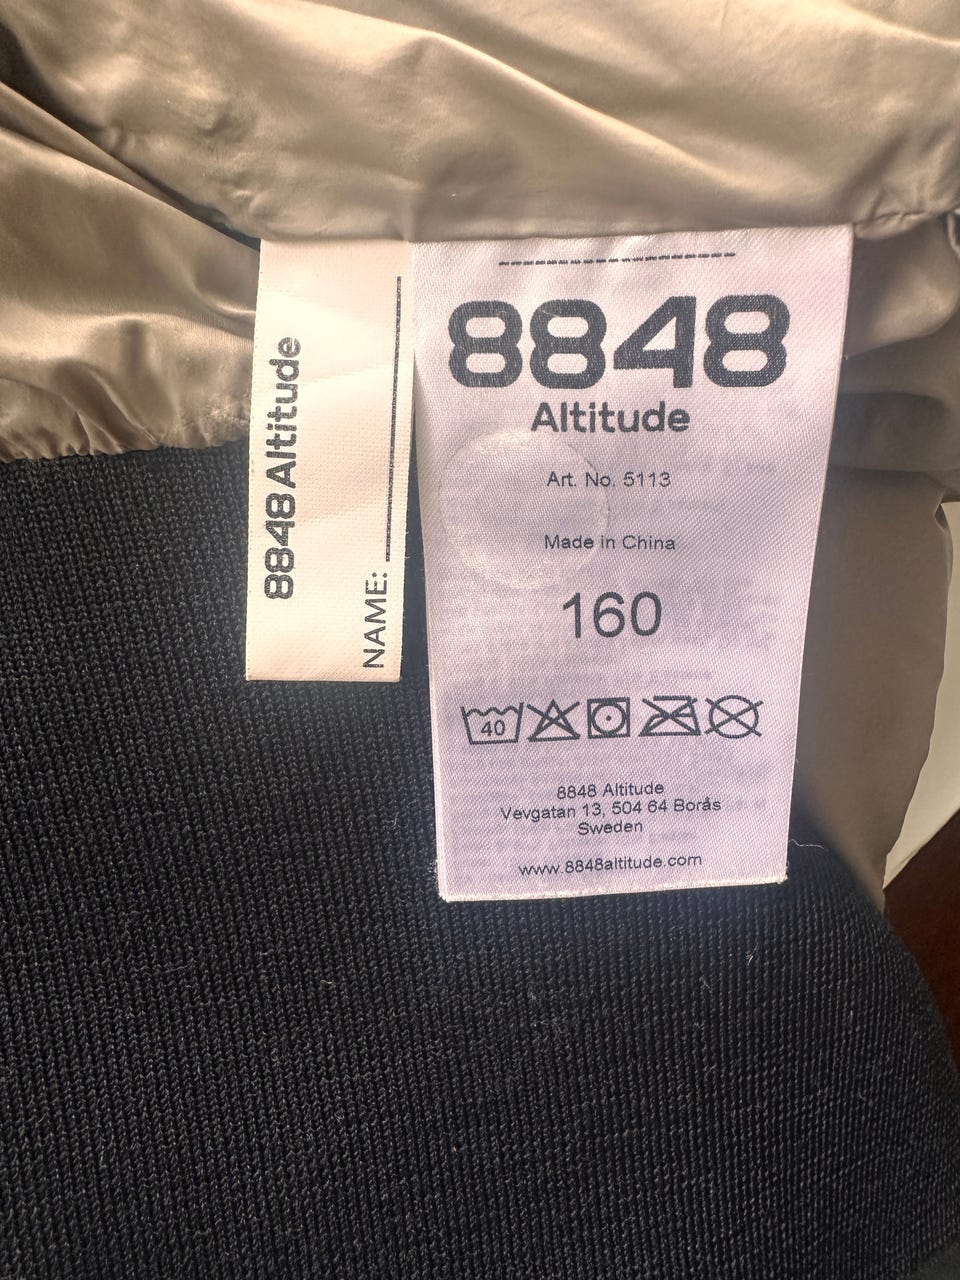 8848 Altitude
NAME:
8848
Altitude
Art. No. 5113
Made in China
160
40
8848 Altitude
Vevgatan 13, 504 64 Borås
Sweden
www.8848altitude.com